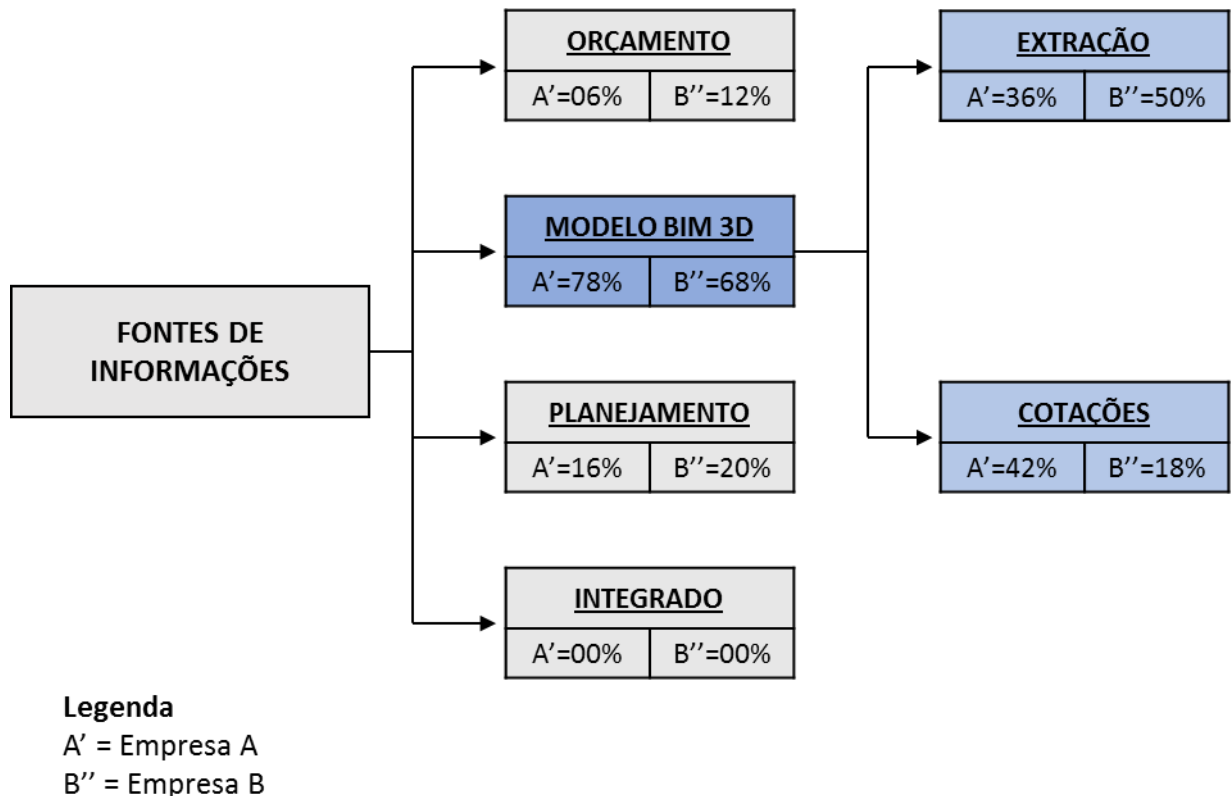 ORÇAMENTO
A’=06% B’’=12%
EXTRAÇÃO
A’=36% B’’=50%
MODELO BIM 3D
A’=78% B’’=68%
FONTES DE
INFORMAÇÕES
PLANEJAMENTO
A’=16% B’’=20%
COTAÇÕES
A’=42% B’’=18%
INTEGRADO
A’=00% B’’=00%
Legenda
A’ = Empresa A
B’’ = Empresa B